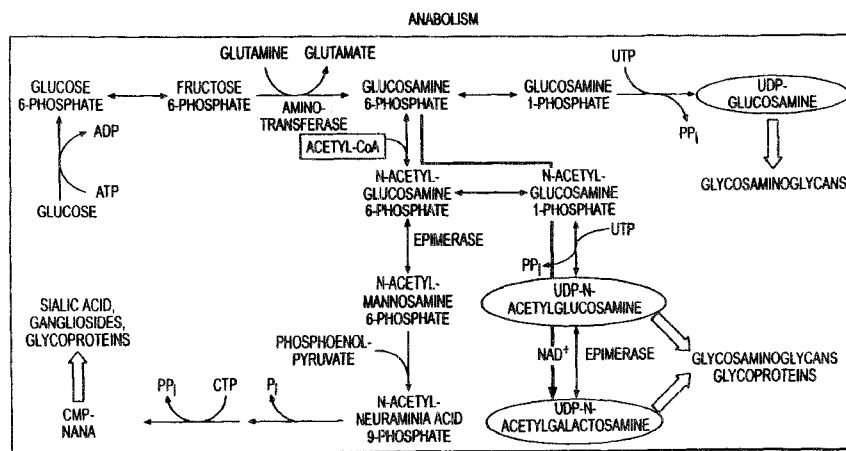 ANABOLISM
GLUTAMINE GLUTAMATE
UTP
GLUCOSE
6-PHOSPHATE
FRUCTOSE
6-PHOSPHATE
AMINO-
TRANSFERASE
GLUCOSAMINE
6-PHOSPHATE
GLUCOSAMINE
1-PHOSPHATE
UDP-
GLUCOSAMINE
PPi
ADP
ATP
GLUCOSE
ACETYL-CoA
GLYCOSAMINOGLYCANS
N-ACETYL-
GLUCOSAMINE
6-PHOSPHATE
N-ACETYL-
GLUCOSAMINE
1-PHOSPHATE
UTP
PPi
EPIMERASE
N-ACETYL-
MANNOSAMINE
6-PHOSPHATE
UDP-N-
ACETYLGLUCOSAMINE
SIALIC ACID,
GANGLIOSIDES,
GLYCOPROTEINS
PHOSPHOENOL-
PYRUVATE
NAD+
EPIMERASE
GLYCOSAMINOGLYCANS
GLYCOPROTEINS
PPi
CTP
Pi
CMP-
NANA
N-ACETYL-
NEURAMINIA ACID
9-PHOSPHATE
UDP-N-
ACETYLGALACTOSAMINE